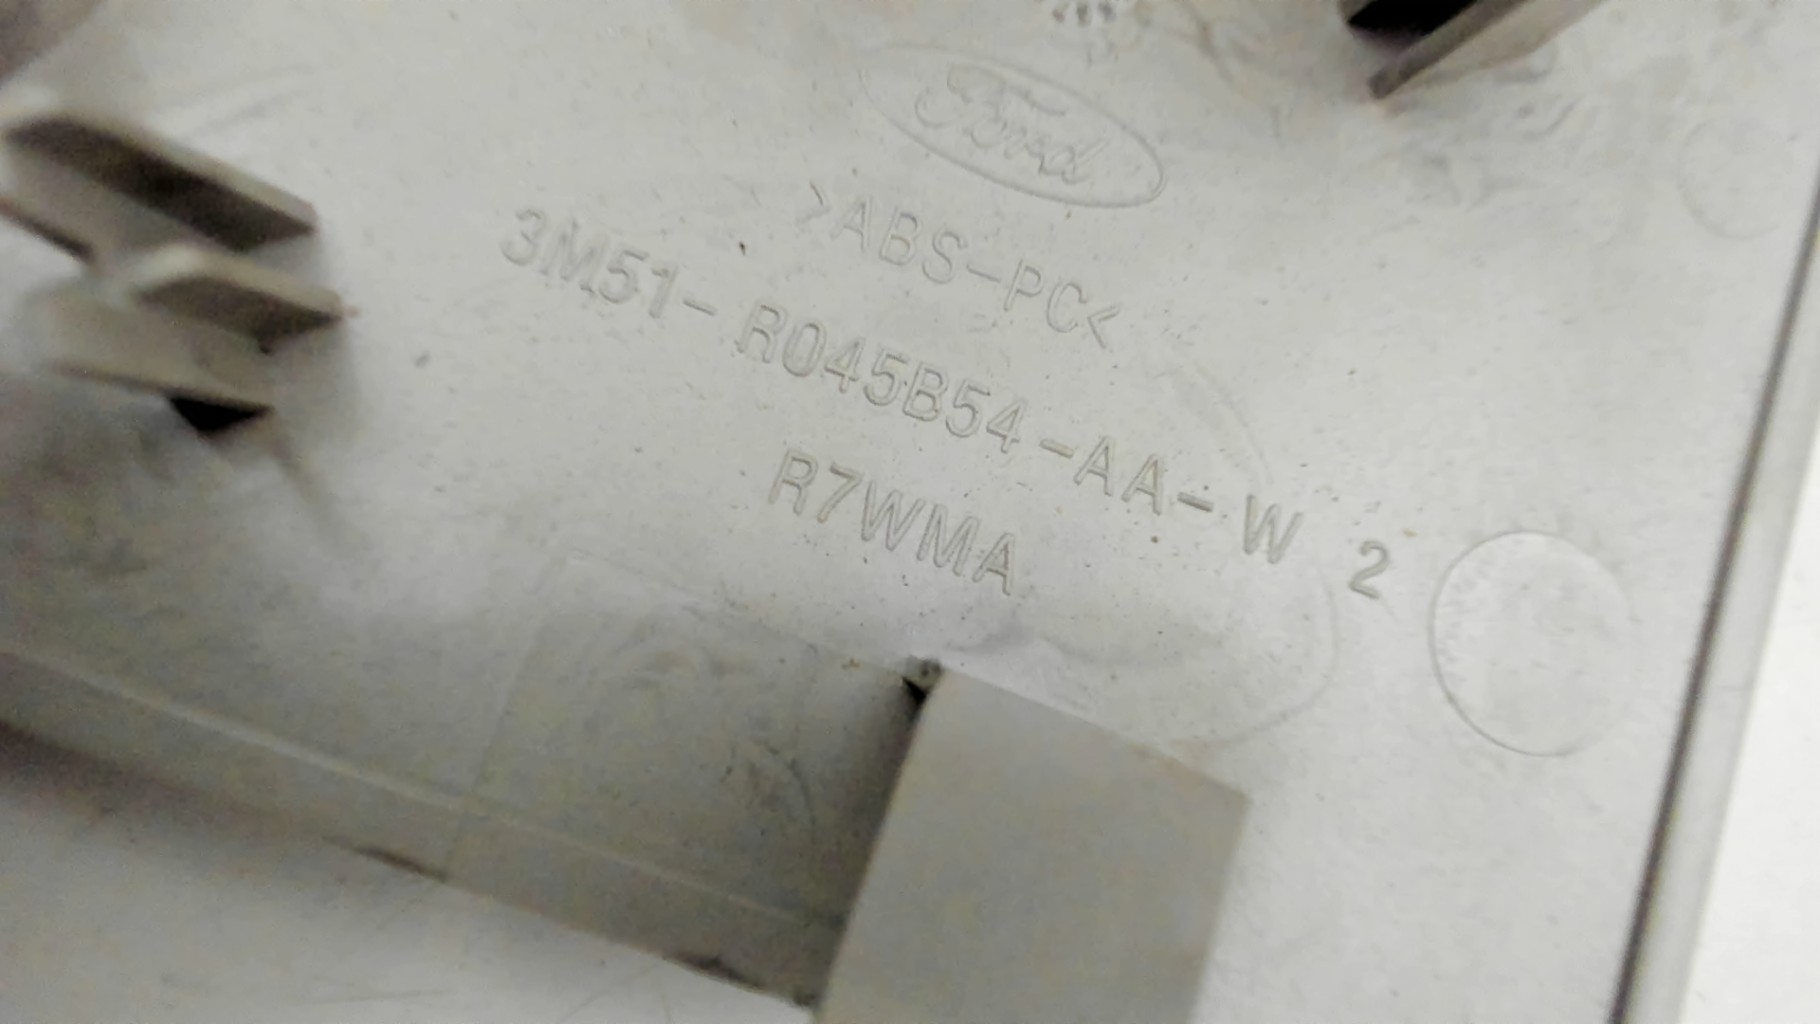 Ford
>ABS-PC<
3M51-R045B54-AA-W 2
R7WMA